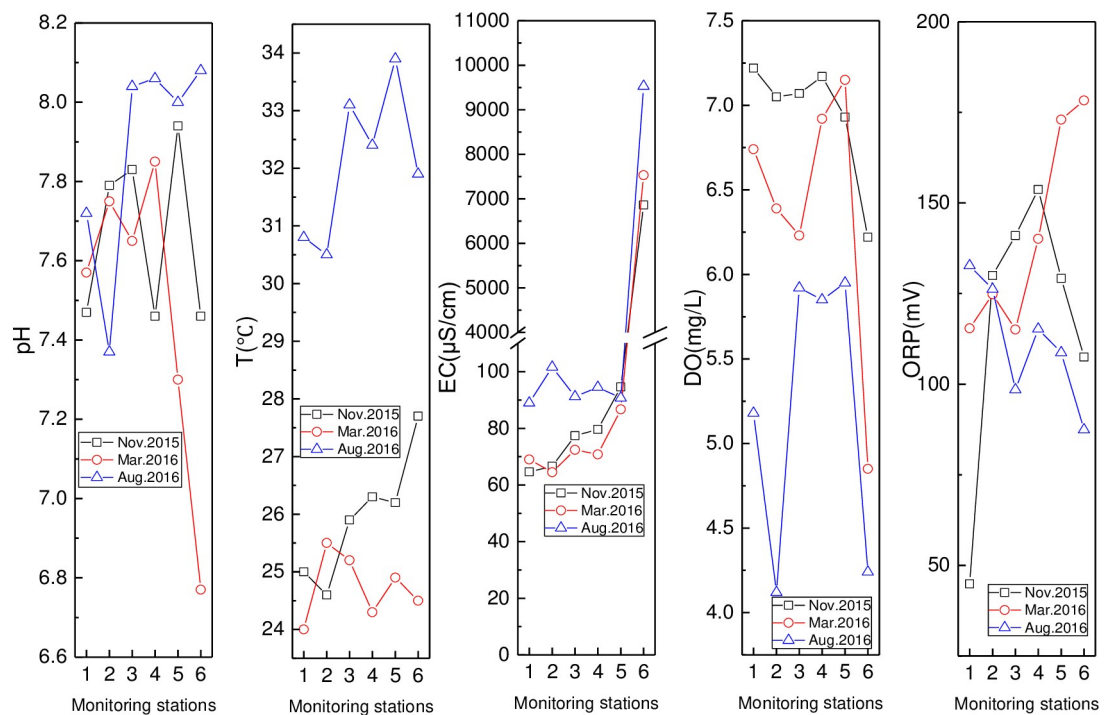 pH
8.2
8.0
7.8
7.6
7.4
7.2
7.0
6.8
6.6
Nov.2015
Mar.2016
Aug.2016
1 2 3 4 5 6
Monitoring stations
T(℃)
34
33
32
31
30
29
28
27
26
25
24
Nov.2015
Mar.2016
Aug.2016
1 2 3 4 5 6
Monitoring stations
EC(µS/cm)
11000
10000
9000
8000
7000
6000
5000
4000
100
80
60
40
20
0
Nov.2015
Mar.2016
Aug.2016
1 2 3 4 5 6
Monitoring stations
DO(mg/L)
7.5
7.0
6.5
6.0
5.5
5.0
4.5
4.0
Nov.2015
Mar.2016
Aug.2016
1 2 3 4 5 6
Monitoring stations
ORP(mV)
200
150
100
50
Nov.2015
Mar.2016
Aug.2016
1 2 3 4 5 6
Monitoring stations